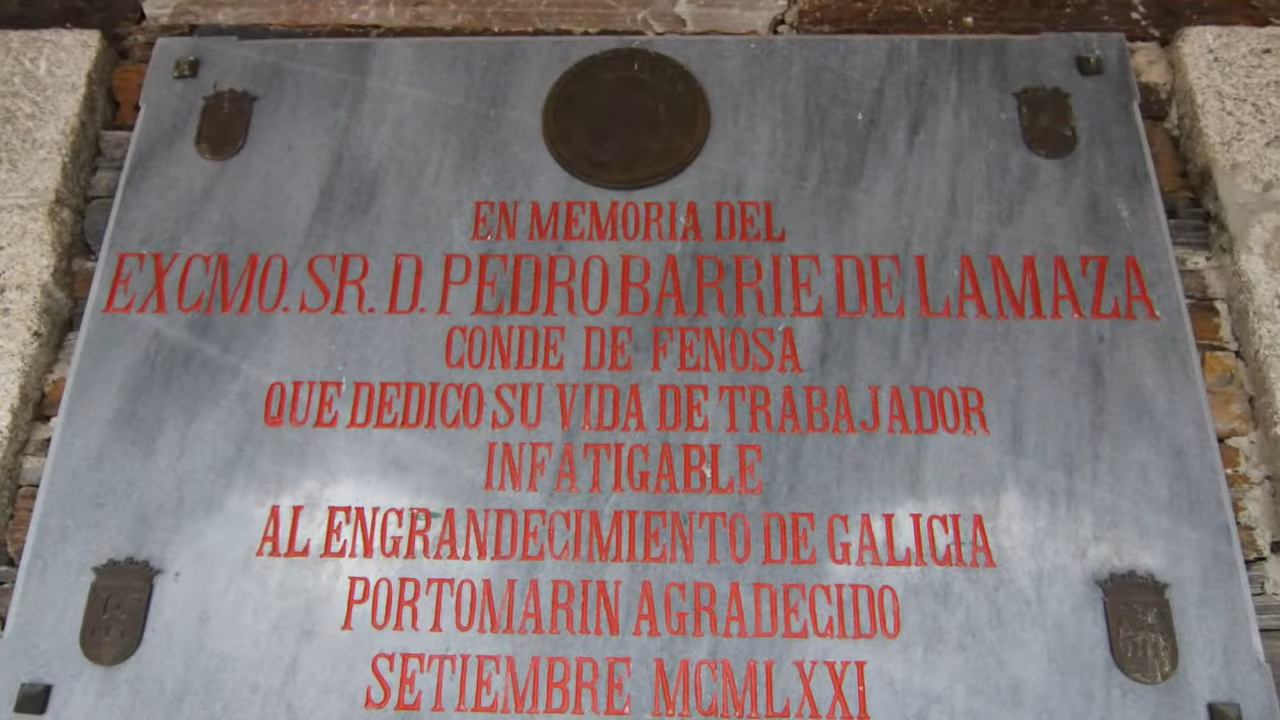 EN MEMORIA DEL
EXCMO. SR. D. PEDRO BARRIE DE LA MAZA
CONDE DE FENOSA
QUE DEDICO SU VIDA DE TRABAJADOR
INFATIGABLE
AL ENGRANDECIMIENTO DE GALICIA
PORTOMARIN AGRADECIDO
SETIEMBRE MCMLXXI